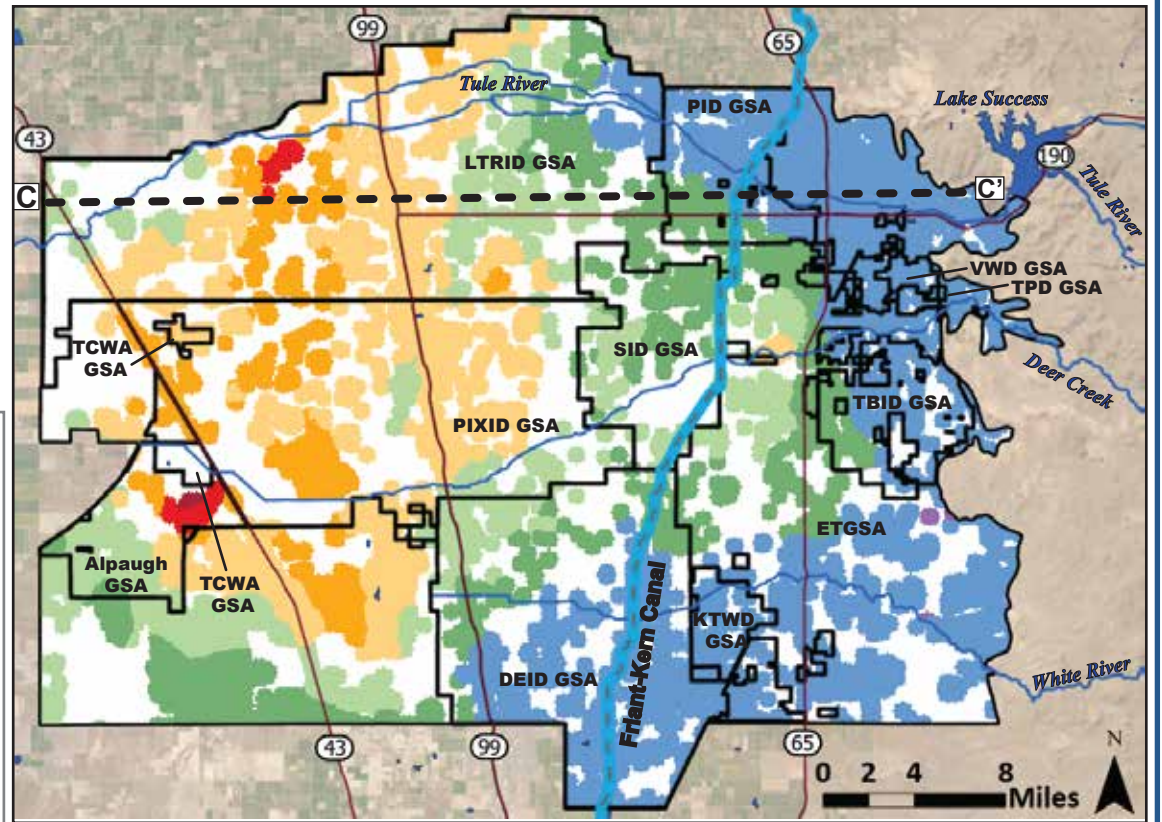 99
65
Tule River
PID GSA
Lake Success
43
190
LTRID GSA
C
C'
Tule River
VWD GSA
TPD GSA
TCWA
GSA
SID GSA
Deer Creek
TBID GSA
PIXID GSA
ETGSA
Alpaugh
GSA
TCWA
GSA
Friant-Kern Canal
KTWD
GSA
DEID GSA
White River
43
99
65
N
0 2 4 8
Miles